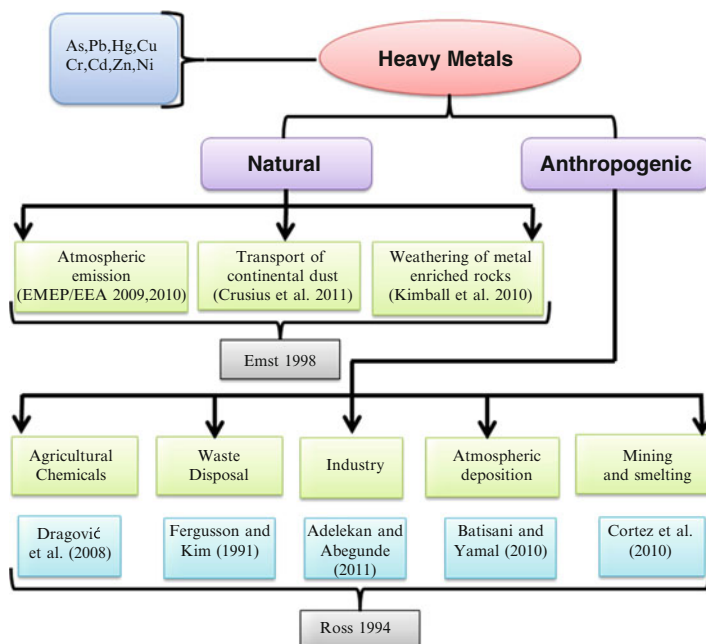 As,Pb,Hg,Cu
Cr,Cd,Zn,Ni
Heavy Metals
Natural
Anthropogenic
Atmospheric
emission
(EMEP/EEA 2009,2010)
Transport of
continental dust
(Crusius et al. 2011)
Weathering of metal
enriched rocks
(Kimball et al. 2010)
Emst 1998
Agricultural
Chemicals
Waste
Disposal
Industry
Atmospheric
deposition
Mining
and smelting
Dragović
et al. (2008)
Fergusson and
Kim (1991)
Adelekan and
Abegunde
(2011)
Batisani and
Yamal (2010)
Cortez et al.
(2010)
Ross 1994